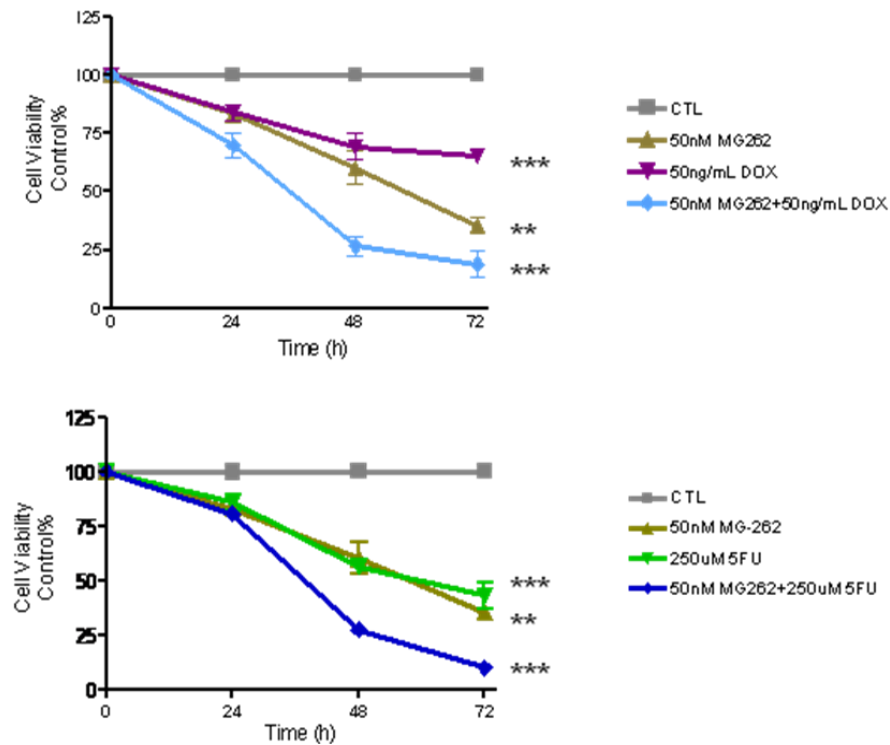 125
100
75
50
25
0
Cell Viability
Control%
0 24 48 72
Time (h)
***
**
***
CTL
50nM MG262
50ng/mL DOX
50nM MG262+50ng/mL DOX
125
100
75
50
25
0
Cell Viability
Control%
0 24 48 72
Time (h)
***
**
***
CTL
50nM MG-262
250uM 5FU
50nM MG262+250uM 5FU